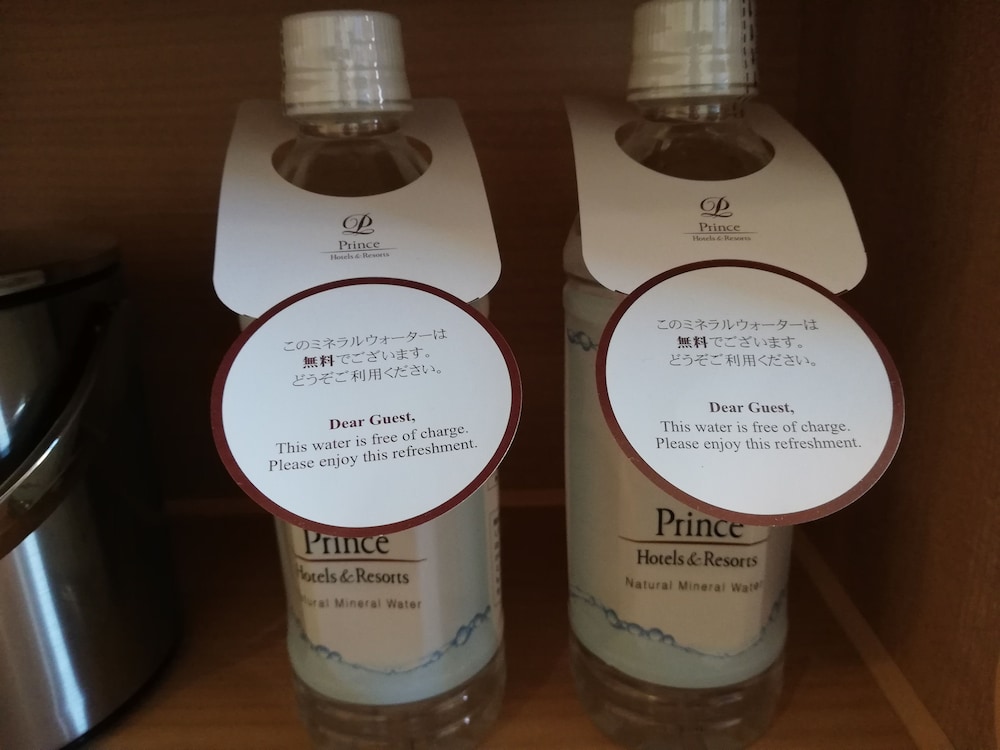 P
Prince
Hotels & Resorts
このミネラルウォーターは
無料でございます。
どうぞご利用ください。
Dear Guest,
This water is free of charge.
Please enjoy this refreshment.
Prince
Hotels & Resorts
Mineral Water
P
Prince
Hotels & Resorts
このミネラルウォーターは
無料でございます。
どうぞご利用ください。
Dear Guest,
This water is free of charge.
Please enjoy this refreshment.
Prince
Hotels & Resorts
Natural Mineral Water